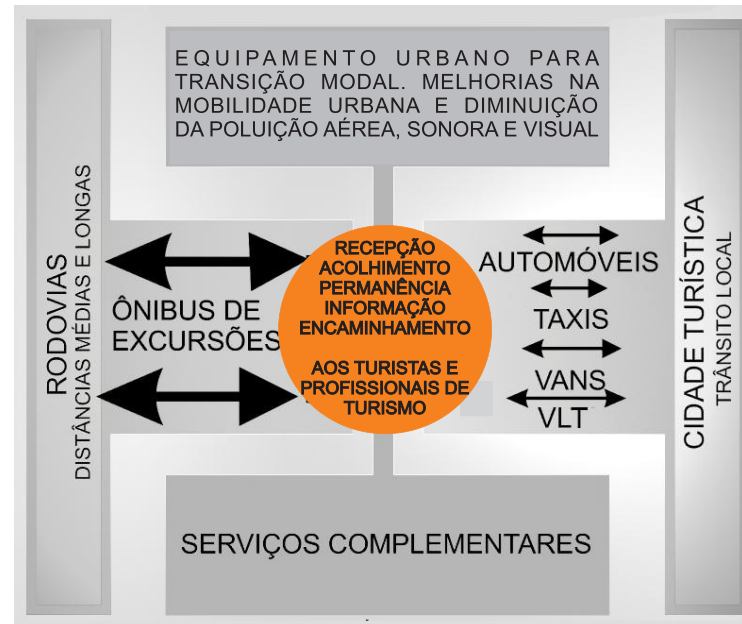 EQUIPAMENTO URBANO PARA
TRANSIÇÃO MODAL. MELHORIAS NA
MOBILIDADE URBANA E DIMINUIÇÃO
DA POLUIÇÃO AÉREA, SONORA E VISUAL
RODOVIAS
DISTÂNCIAS MÉDIAS E LONGAS
ÔNIBUS DE
EXCURSÕES
RECEPÇÃO
ACOLHIMENTO
PERMANÊNCIA
INFORMAÇÃO
ENCAMINHAMENTO
AOS TURISTAS E
PROFISSIONAIS DE
TURISMO
AUTOMÓVEIS
TAXIS
VANS
VLT
CIDADE TURÍSTICA
TRÂNSITO LOCAL
SERVIÇOS COMPLEMENTARES